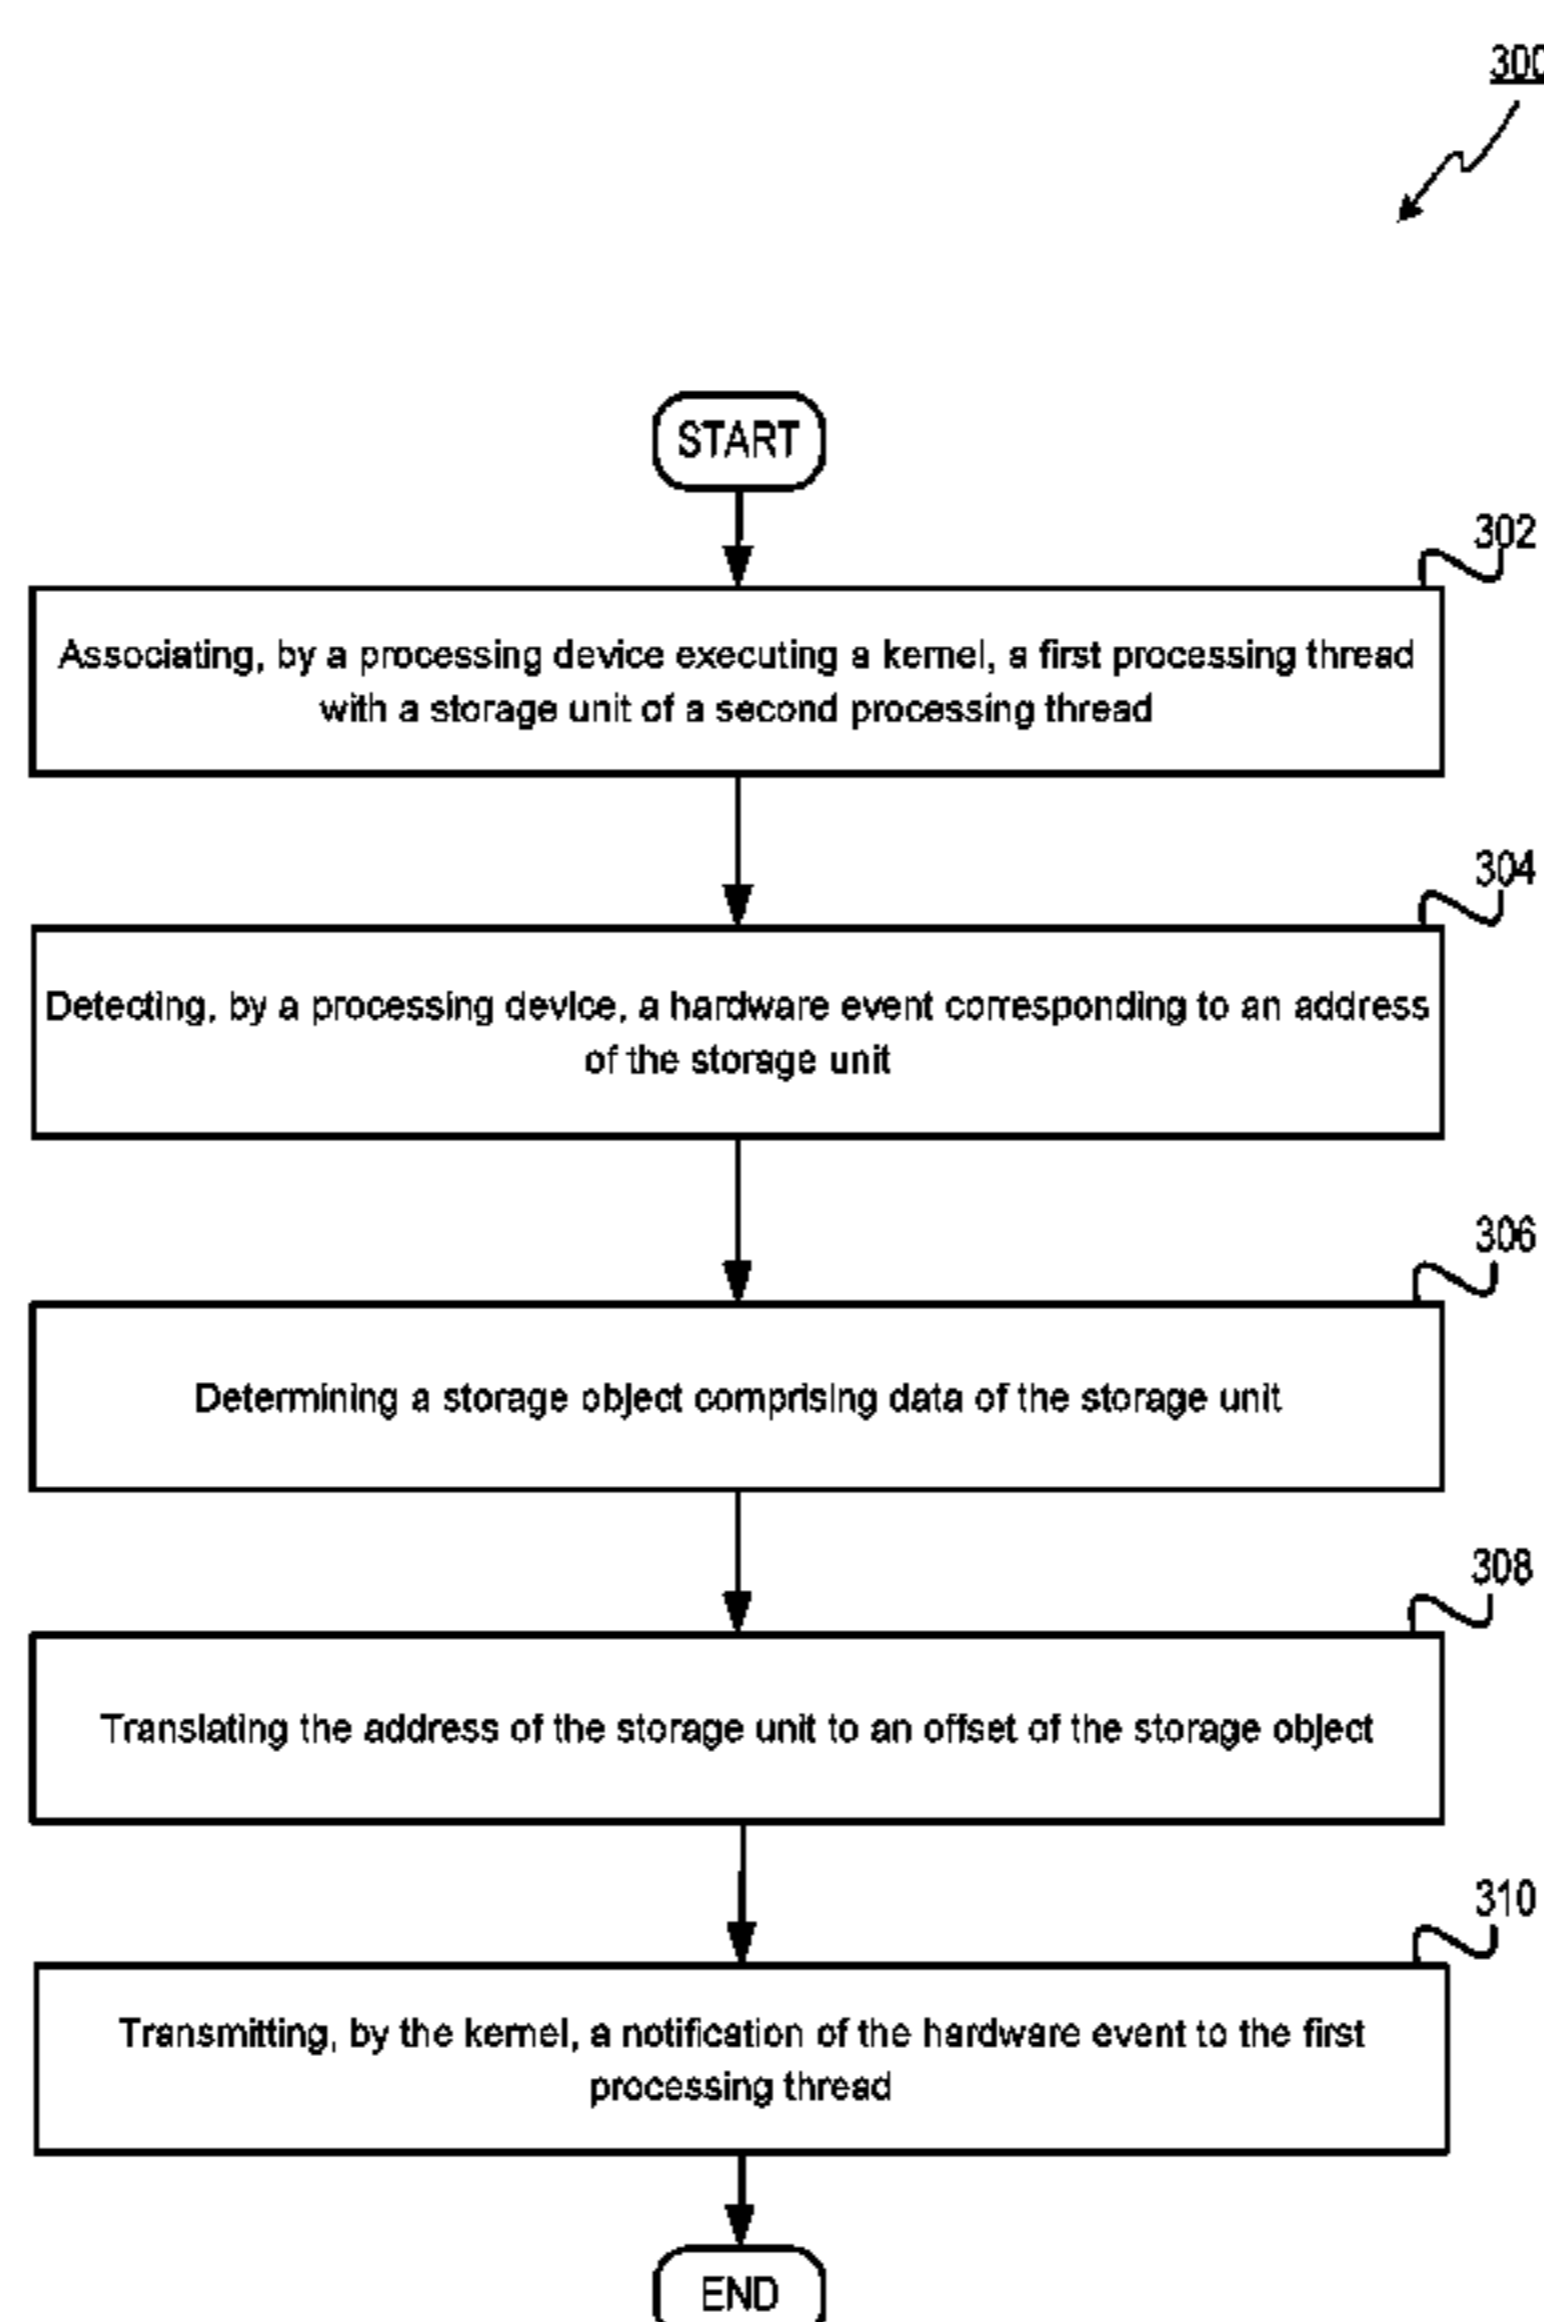 300
START
302
Associating, by a processing device executing a kernel, a first processing thread
with a storage unit of a second processing thread
304
Detecting, by a processing device, a hardware event corresponding to an address
of the storage unit
306
Determining a storage object comprising data of the storage unit
308
Translating the address of the storage unit to an offset of the storage object
310
Transmitting, by the kernel, a notification of the hardware event to the first
processing thread
END